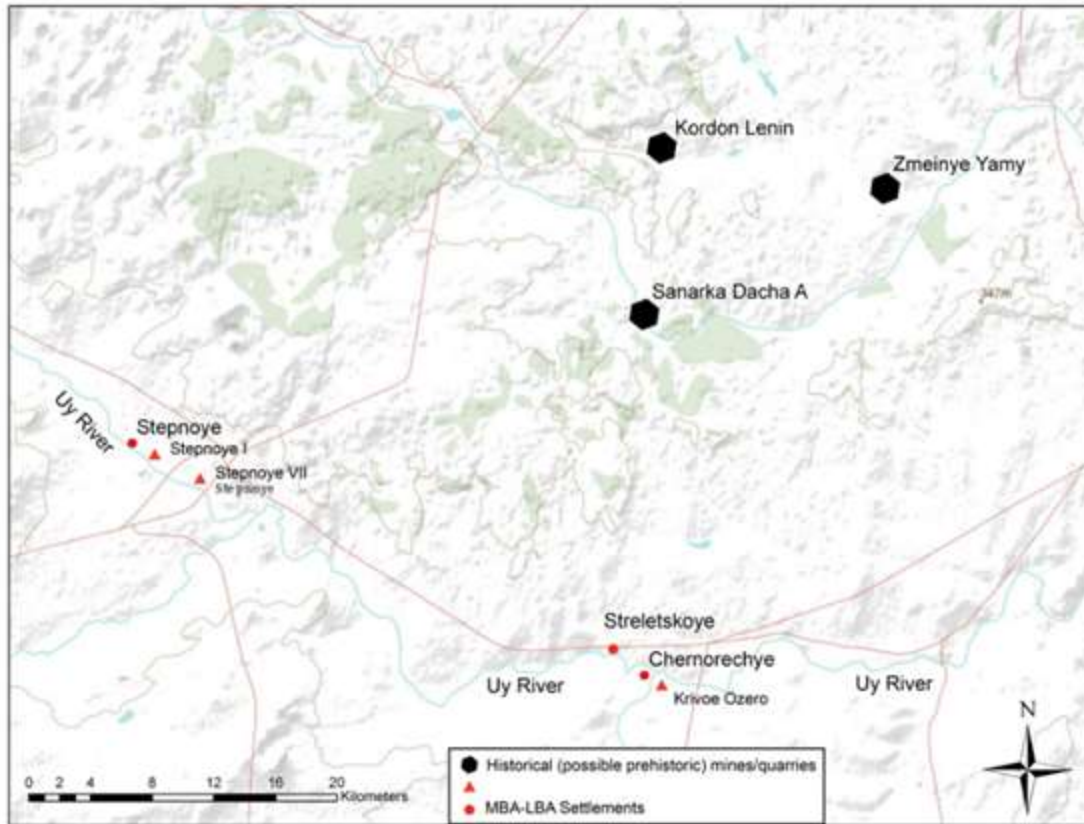 Kordon Lenin
Zmeinye Yamy
Sanarka Dacha A
Uy River
Stepnoye
Stepnoye I
Stepnoye VII
Stepnoye
Streletskoye
Chernorechye
Uy River
Uy River
Krivoe Ozero
N
Historical (possible prehistoric) mines/quarries
MBA-LBA Settlements
0 2 4 8 12 16 20
Kilometers